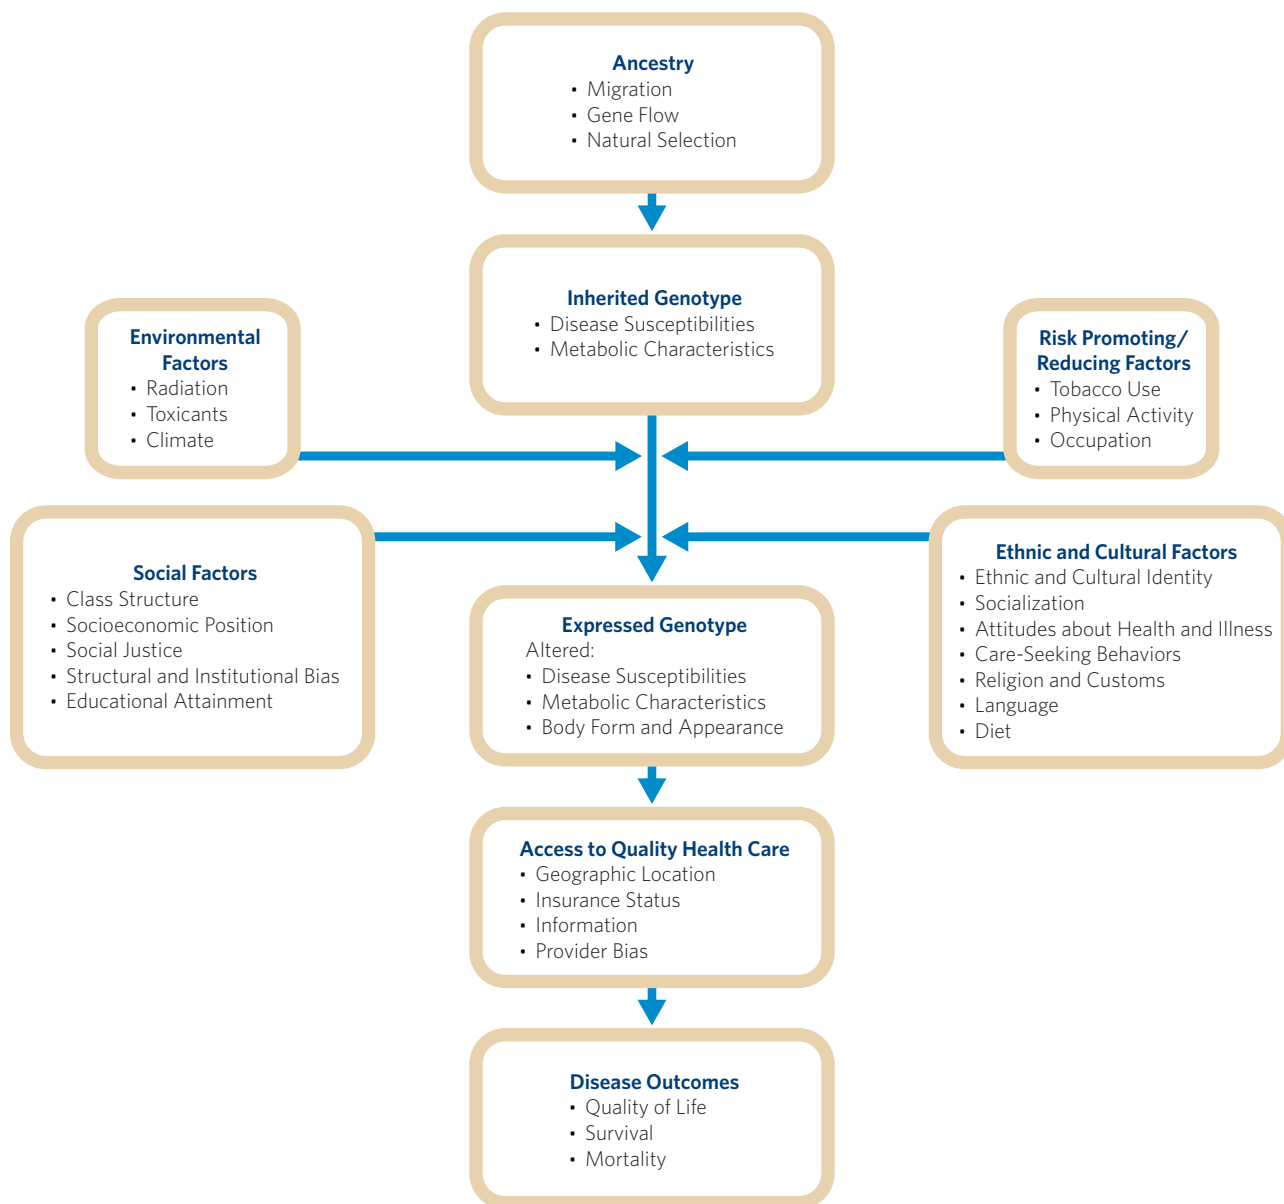 Ancestry
• Migration
• Gene Flow
• Natural Selection
Inherited Genotype
• Disease Susceptibilities
• Metabolic Characteristics
Environmental
Factors
• Radiation
• Toxicants
• Climate
Risk Promoting/
Reducing Factors
• Tobacco Use
• Physical Activity
• Occupation
Social Factors
• Class Structure
• Socioeconomic Position
• Social Justice
• Structural and Institutional Bias
• Educational Attainment
Ethnic and Cultural Factors
• Ethnic and Cultural Identity
• Socialization
• Attitudes about Health and Illness
• Care-Seeking Behaviors
• Religion and Customs
• Language
• Diet
Expressed Genotype
Altered:
• Disease Susceptibilities
• Metabolic Characteristics
• Body Form and Appearance
Access to Quality Health Care
• Geographic Location
• Insurance Status
• Information
• Provider Bias
Disease Outcomes
• Quality of Life
• Survival
• Mortality